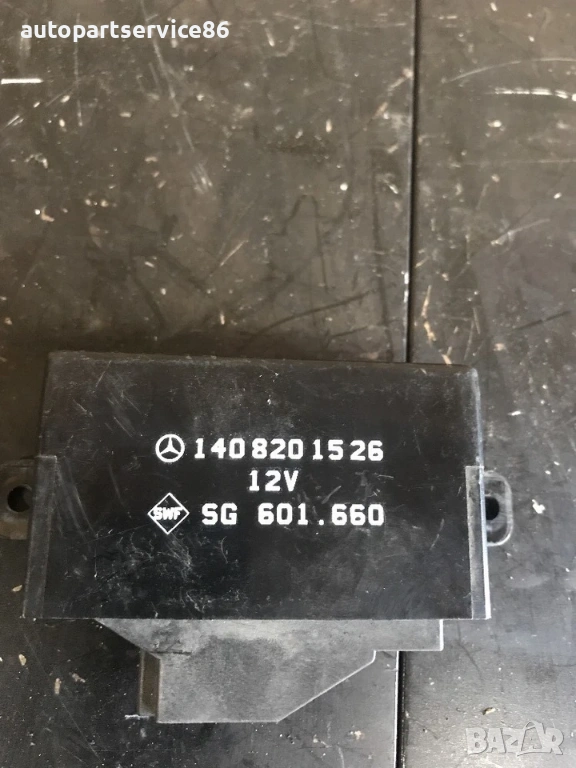 autopartservice86
140 820 15 26
12V
SWF SG 601.660
BAZAR